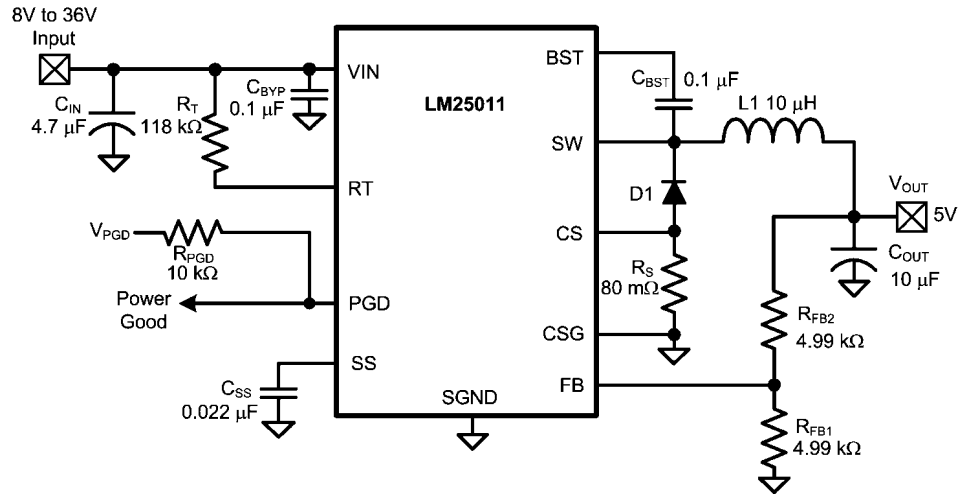 8V to 36V
Input
VIN
BST
C_BYP
0.1 μF
LM25011
C_BST 0.1 μF
C_IN
4.7 μF
R_T
118 kΩ
L1 10 μH
SW
RT
D1
V_OUT
5V
V_PGD
R_PGD
10 kΩ
CS
C_OUT
10 μF
R_S
80 mΩ
Power
Good
PGD
R_FB2
4.99 kΩ
CSG
SS
FB
C_SS
0.022 μF
SGND
R_FB1
4.99 kΩ